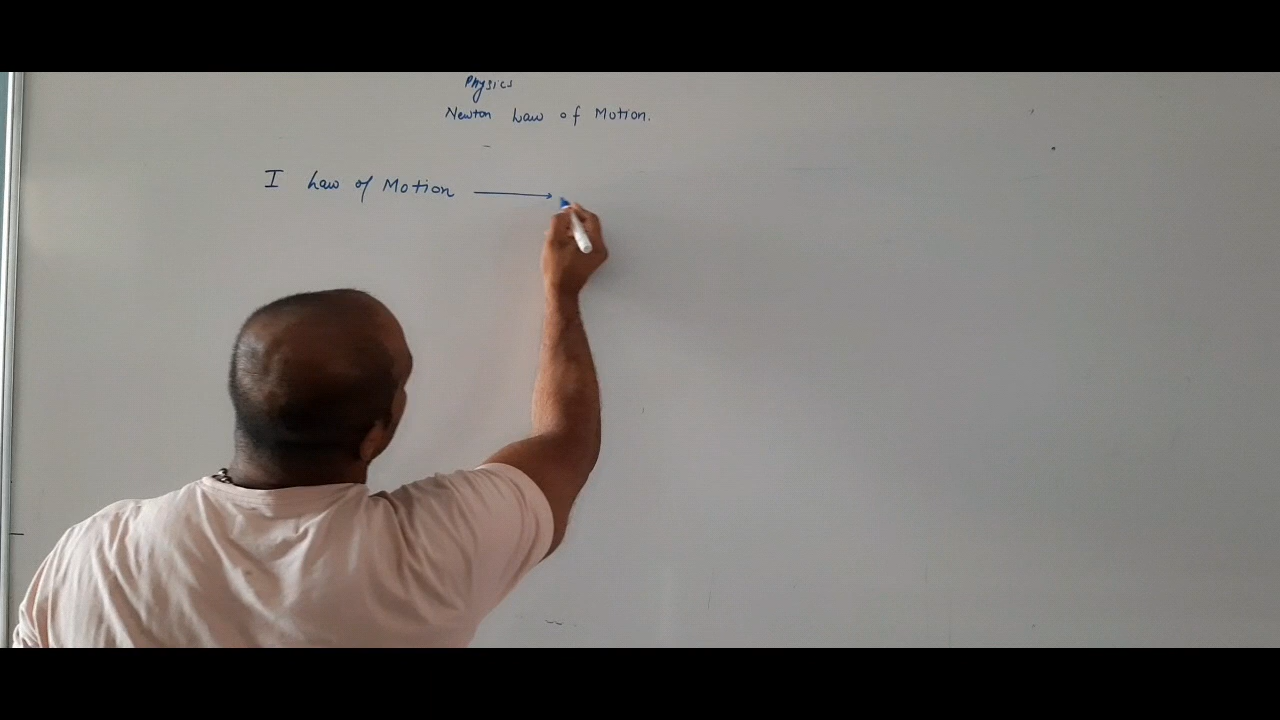 Physics
Newton Law of Motion.
I Law of Motion →